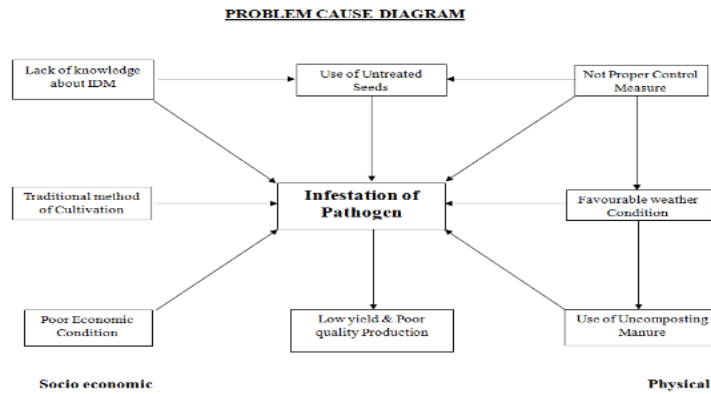 PROBLEM CAUSE DIAGRAM
Lack of knowledge
about IDM
Use of Untreated
Seeds
Not Proper Control
Measure
Traditional method
of Cultivation
Infestation of
Pathogen
Favourable weather
Condition
Poor Economic
Condition
Low yield & Poor
quality Production
Use of Uncomposting
Manure
Socio economic
Physical